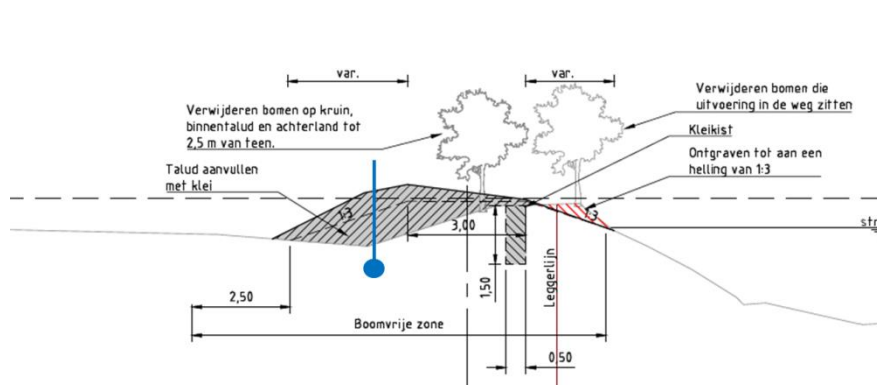 var.
var.
Verwijderen bomen op kruin,
binnentalud en achterland tot
2,5 m van teen.
Verwijderen bomen die
uitvoering in de weg zitten
Kleikist
Talud aanvullen
met klei
Ontgraven tot aan een
helling van 1:3
1:3
1:3
3,00
str
1,50
Leggerlijn
2,50
Boomvrije zone
0,50